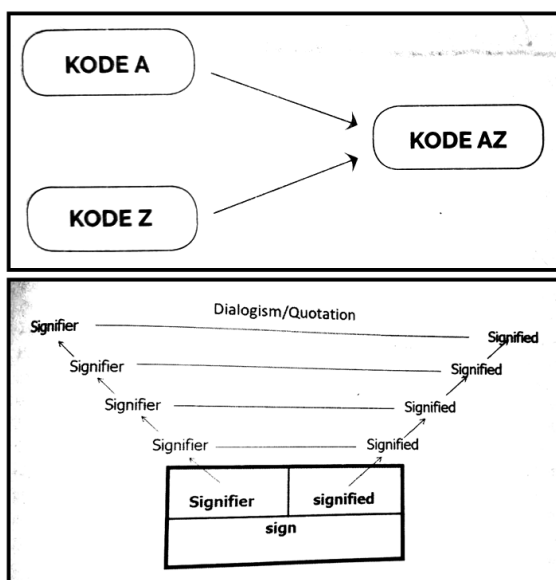 KODE A
KODE AZ
KODE Z
Dialogism/Quotation
Signifier Signified
Signifier Signified
Signifier Signified
Signifier Signified
Signifier signified
sign